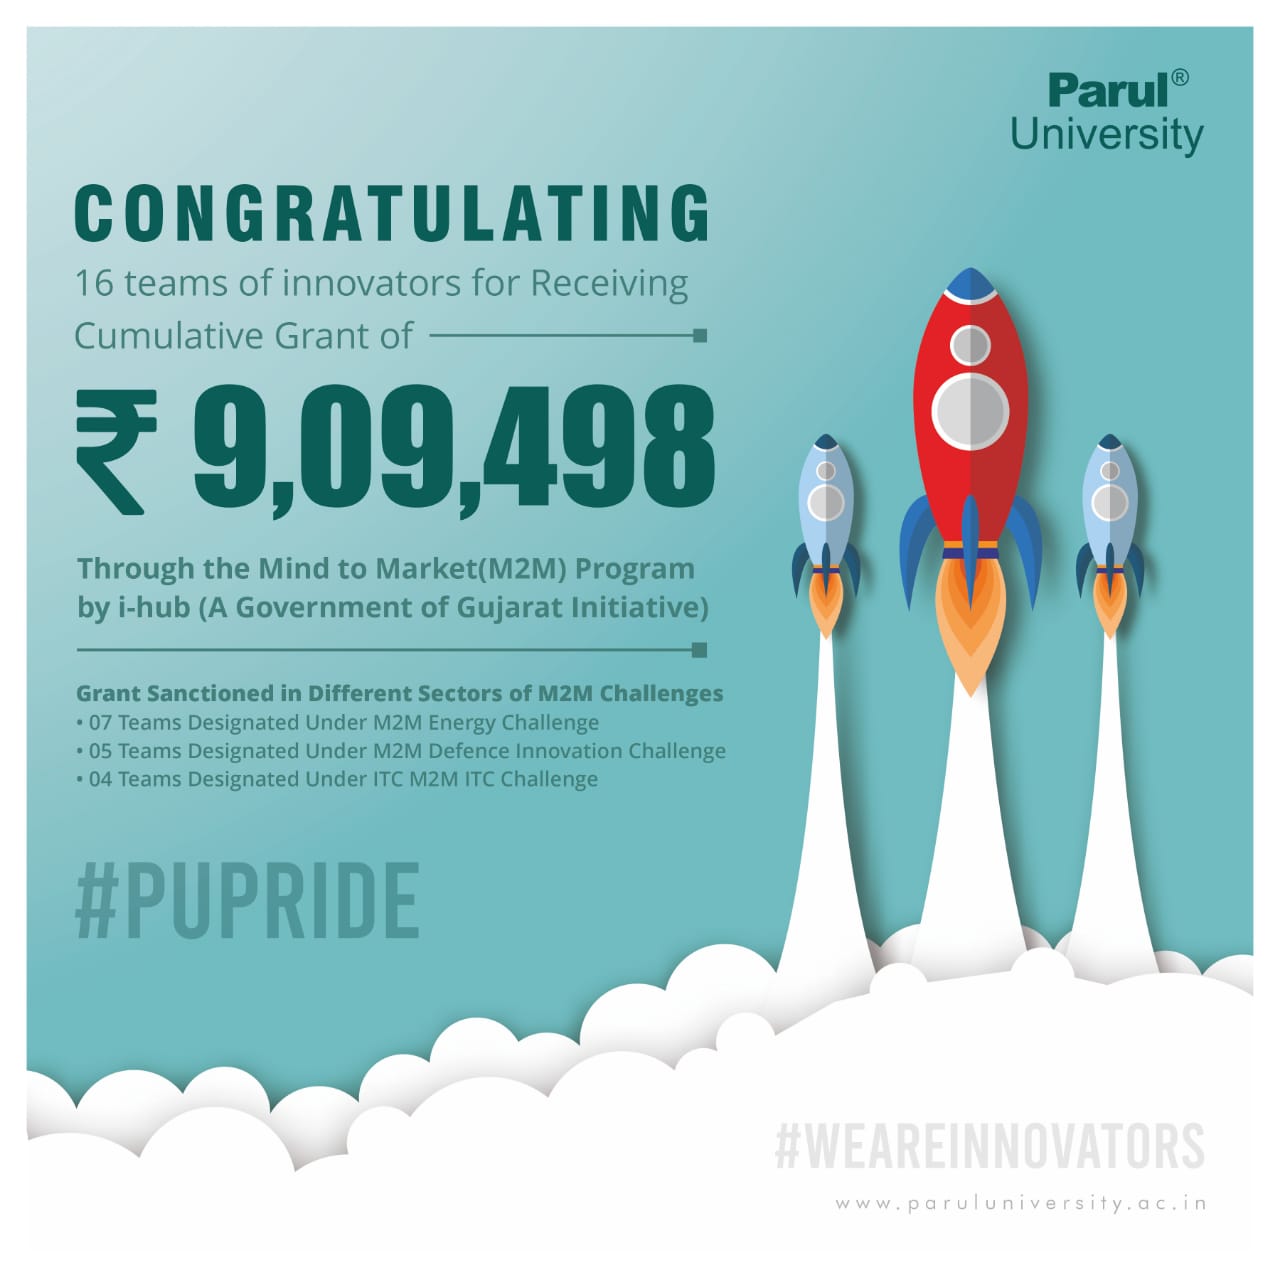 Parul®
University
CONGRATULATING
16 teams of innovators for Receiving
Cumulative Grant of
₹ 9,09,498
Through the Mind to Market(M2M) Program
by i-hub (A Government of Gujarat Initiative)
Grant Sanctioned in Different Sectors of M2M Challenges
• 07 Teams Designated Under M2M Energy Challenge
• 05 Teams Designated Under M2M Defence Innovation Challenge
• 04 Teams Designated Under ITC M2M ITC Challenge
#PUPRIDE
#WEAREINNOVATORS
www.paruluniversity.ac.in